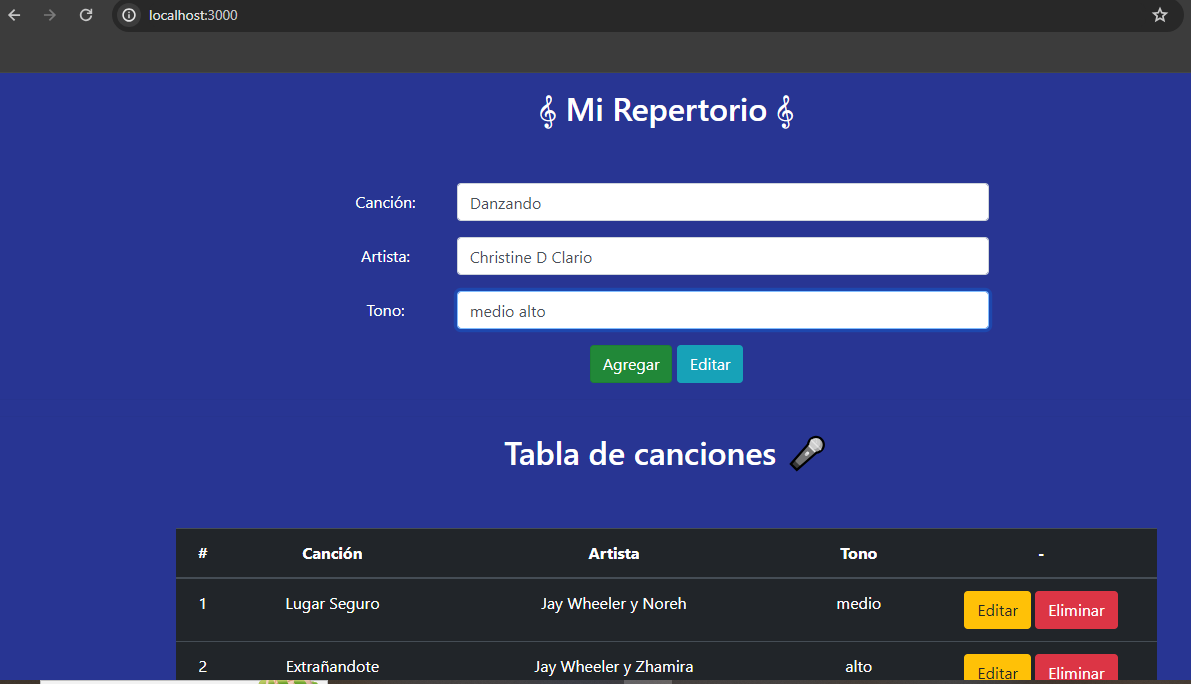 localhost:3000
Mi Repertorio
Canción: Danzando
Artista: Christine D Clario
Tono: medio alto
Agregar Editar
Tabla de canciones
# Canción Artista Tono -
1 Lugar Seguro Jay Wheeler y Noreh medio Editar Eliminar
2 Extrañandote Jay Wheeler y Zhamira alto Editar Eliminar